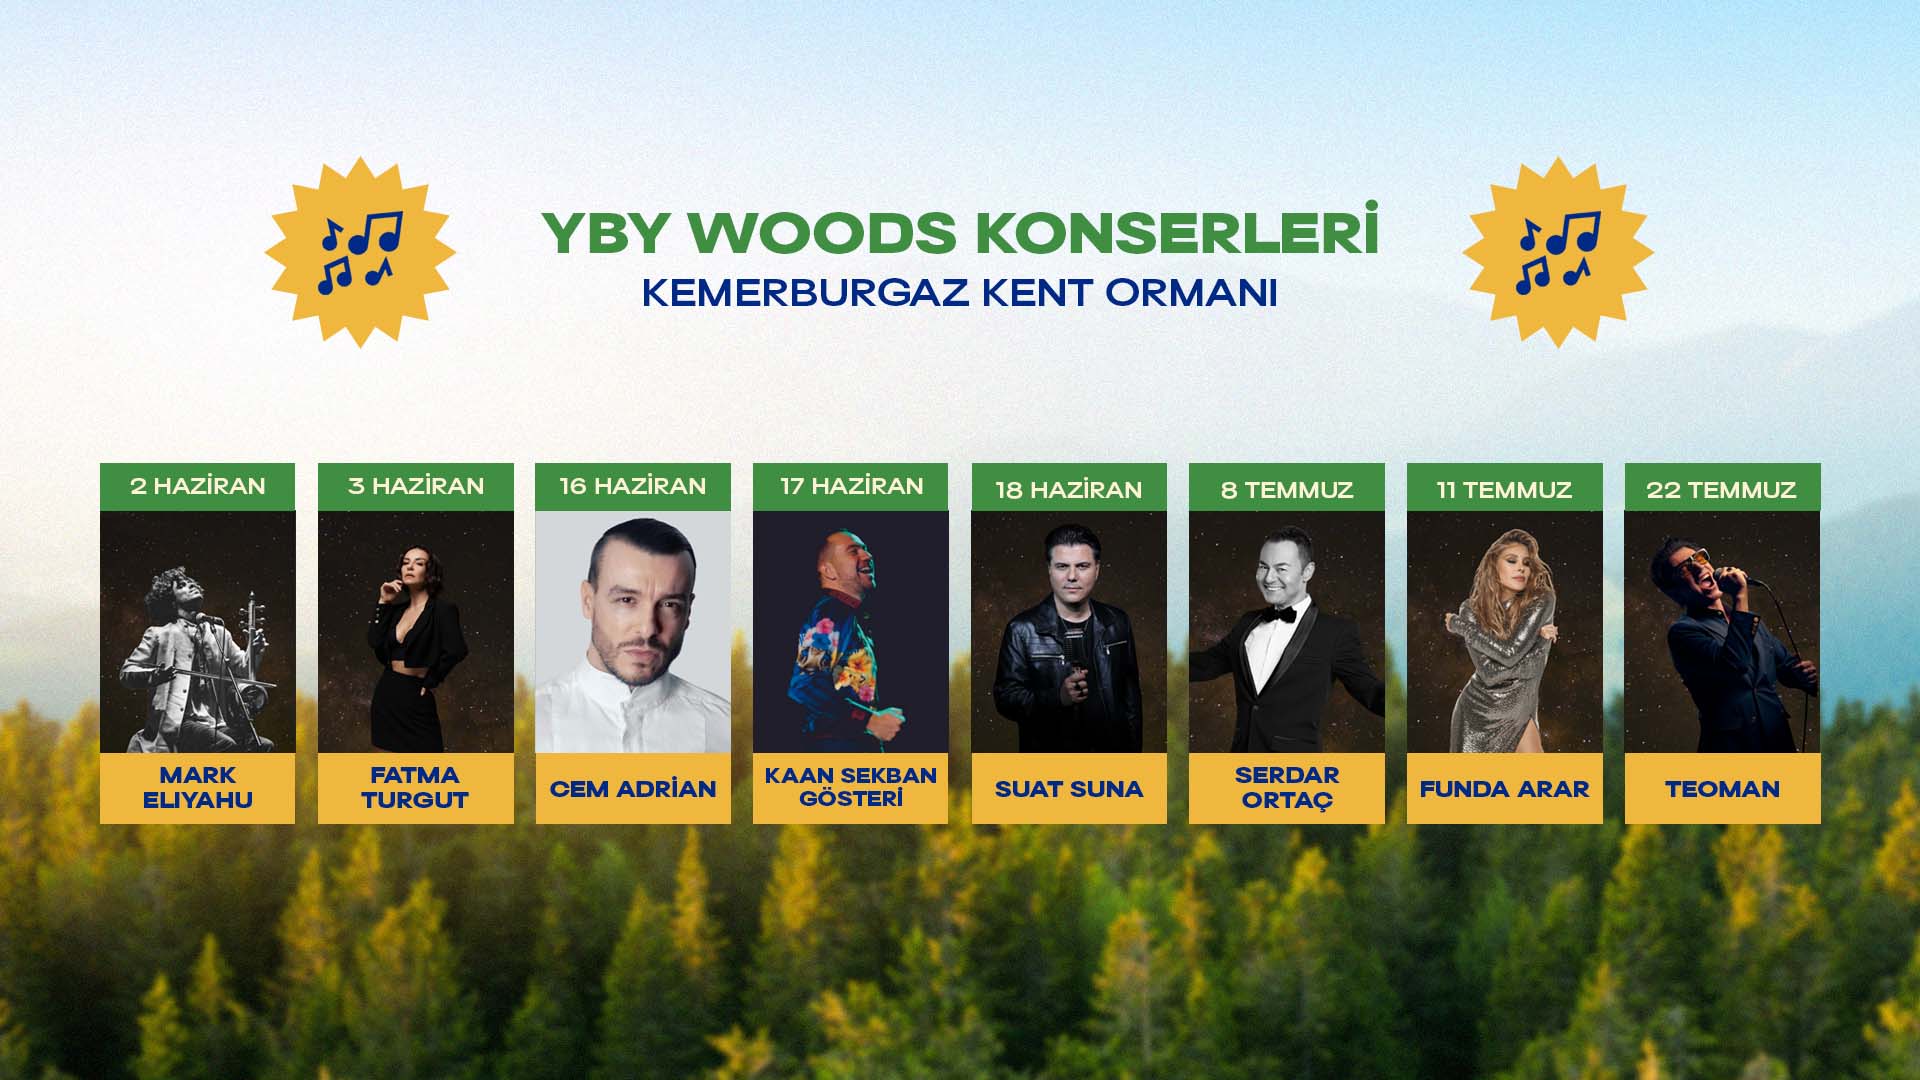 YBY WOODS KONSERLERİ
KEMERBURGAZ KENT ORMANI
2 HAZİRAN
MARK
ELIYAHU
3 HAZİRAN
FATMA
TURGUT
16 HAZİRAN
CEM ADRİAN
17 HAZİRAN
KAAN SEKBAN
GÖSTERİ
18 HAZİRAN
SUAT SUNA
8 TEMMUZ
SERDAR
ORTAÇ
11 TEMMUZ
FUNDA ARAR
22 TEMMUZ
TEOMAN